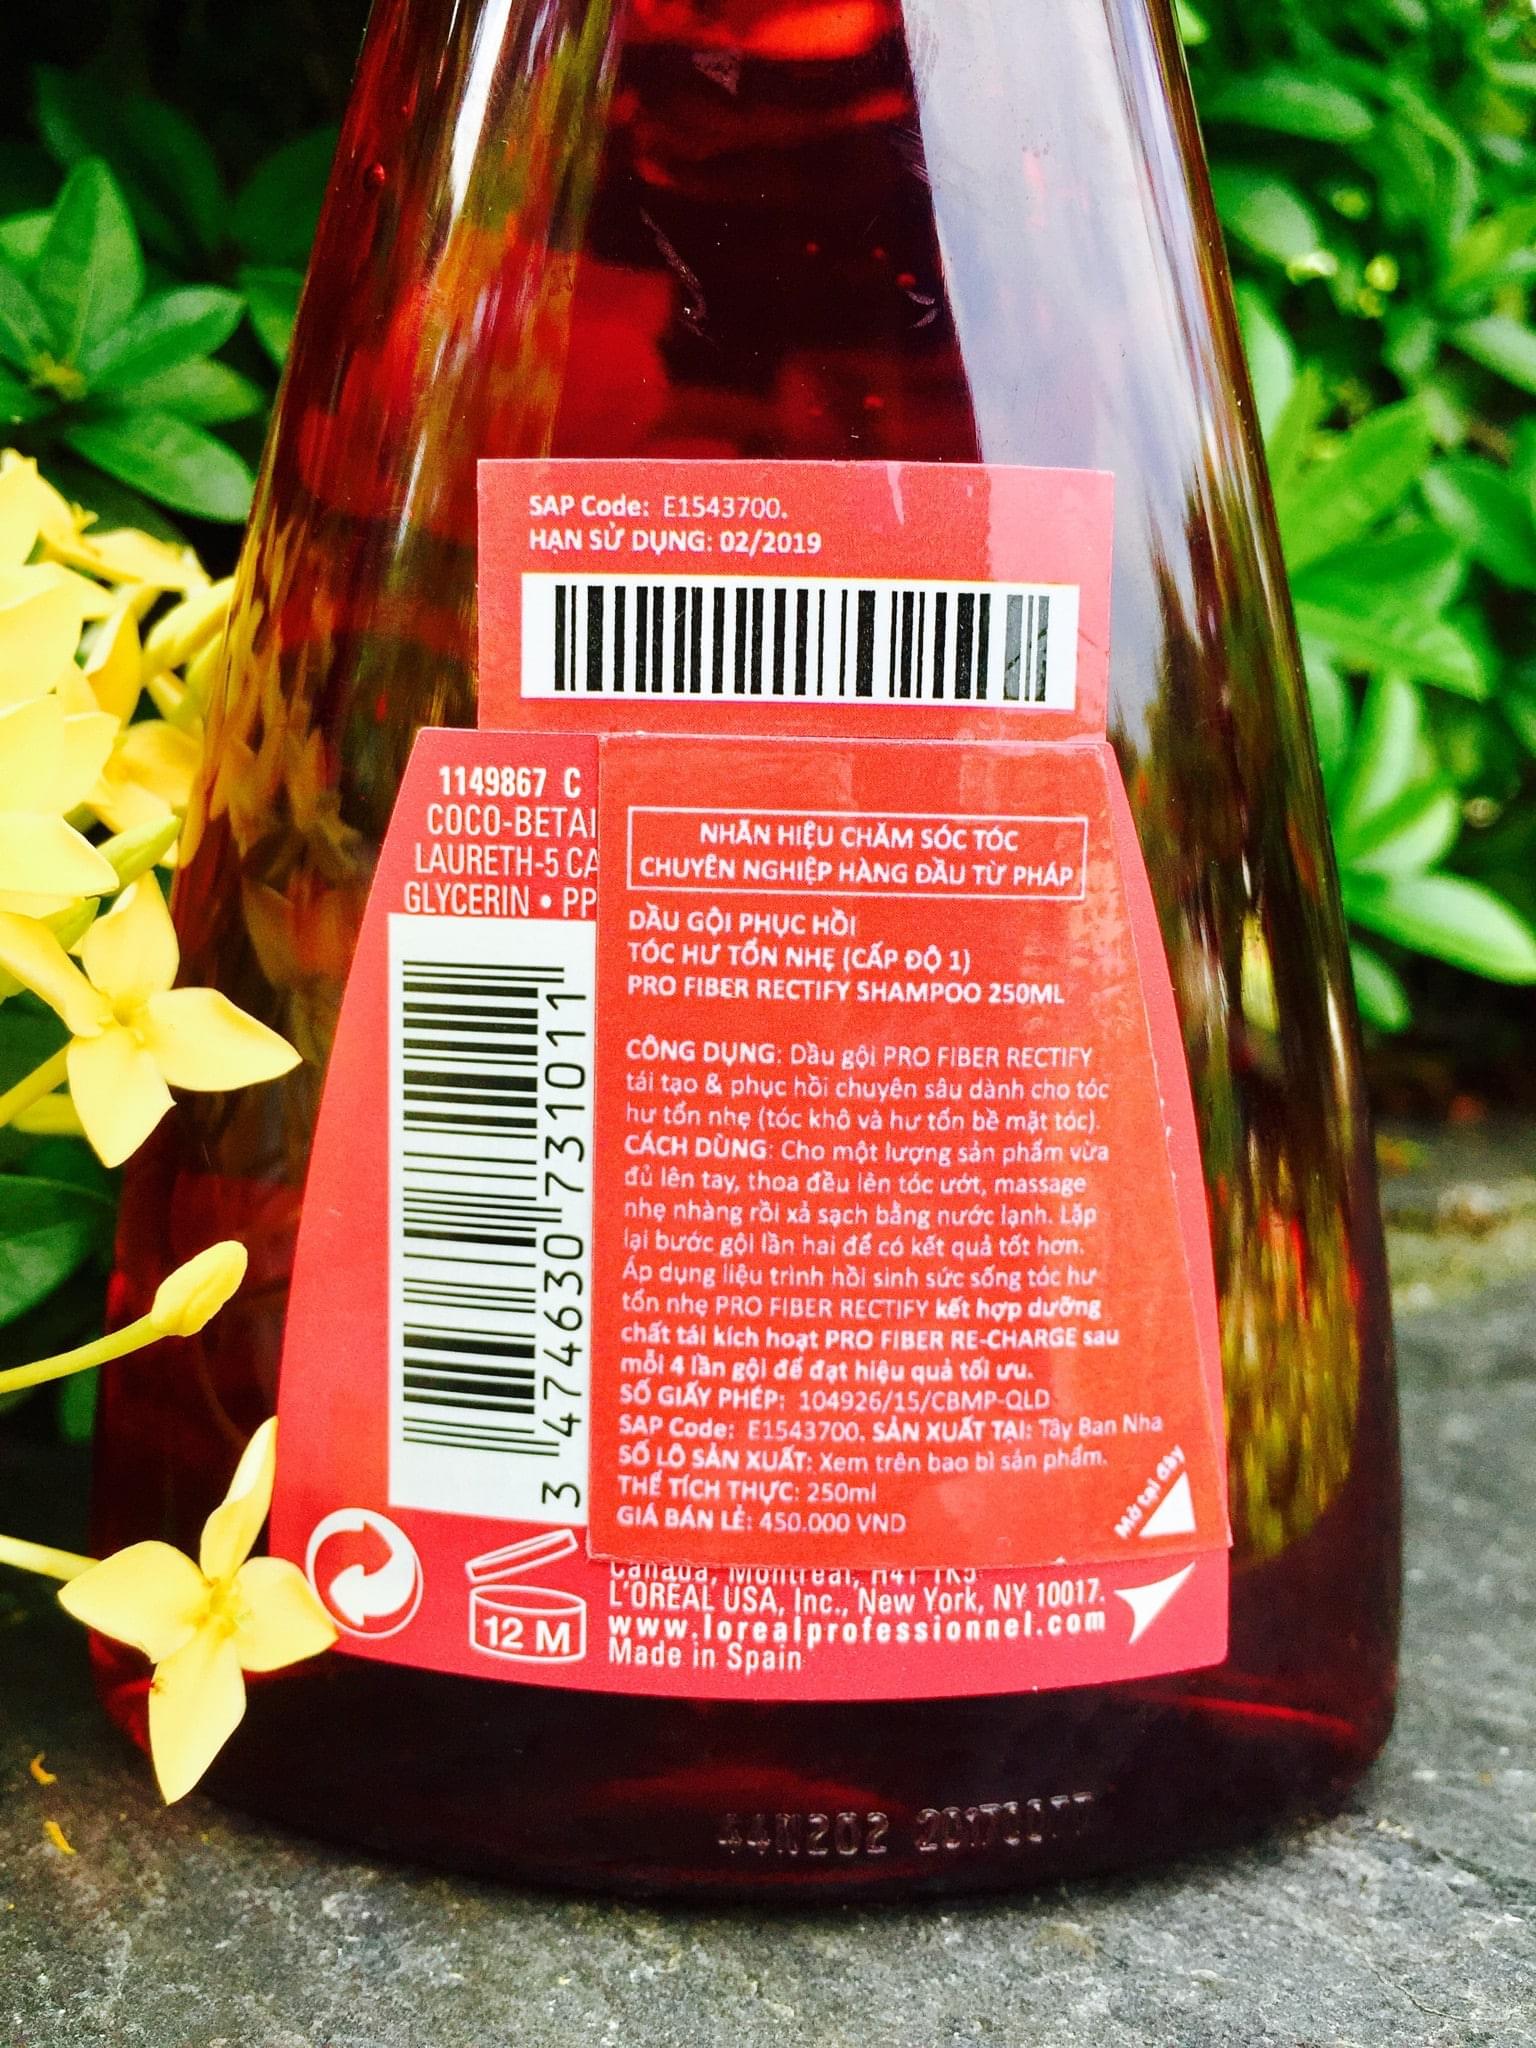 SAP Code: E1543700.
HẠN SỬ DỤNG: 02/2019
1149867 C
COCO-BETAI
LAURETH-5 CA
GLYCERIN • PP
3 474630 731011
NHÃN HIỆU CHĂM SÓC TÓC
CHUYÊN NGHIỆP HÀNG ĐẦU TỪ PHÁP
DẦU GỘI PHỤC HỒI
TÓC HƯ TỔN NHẸ (CẤP ĐỘ 1)
PRO FIBER RECTIFY SHAMPOO 250ML
CÔNG DỤNG: Dầu gội PRO FIBER RECTIFY
tái tạo & phục hồi chuyên sâu dành cho tóc
hư tổn nhẹ (tóc khô và hư tổn bề mặt tóc).
CÁCH DÙNG: Cho một lượng sản phẩm vừa
đủ lên tay, thoa đều lên tóc ướt, massage
nhẹ nhàng rồi xả sạch bằng nước lạnh. Lặp
lại bước gội lần hai để có kết quả tốt hơn.
Áp dụng liệu trình hồi sinh sức sống tóc hư
tổn nhẹ PRO FIBER RECTIFY kết hợp dưỡng
chất tái kích hoạt PRO FIBER RE-CHARGE sau
mỗi 4 lần gội để đạt hiệu quả tối ưu.
SỐ GIẤY PHÉP: 104926/15/CBMP-QLD
SAP Code: E1543700. SẢN XUẤT TẠI: Tây Ban Nha
SỐ LÔ SẢN XUẤT: Xem trên bao bì sản phẩm.
THỂ TÍCH THỰC: 250ml
GIÁ BÁN LẺ: 450.000 VND
Mở tại đây
12 M
Canada, Montreal, H4T 1K5
L'ORÉAL USA, Inc., New York, NY 10017.
www.lorealprofessionnel.com
Made in Spain
44N202